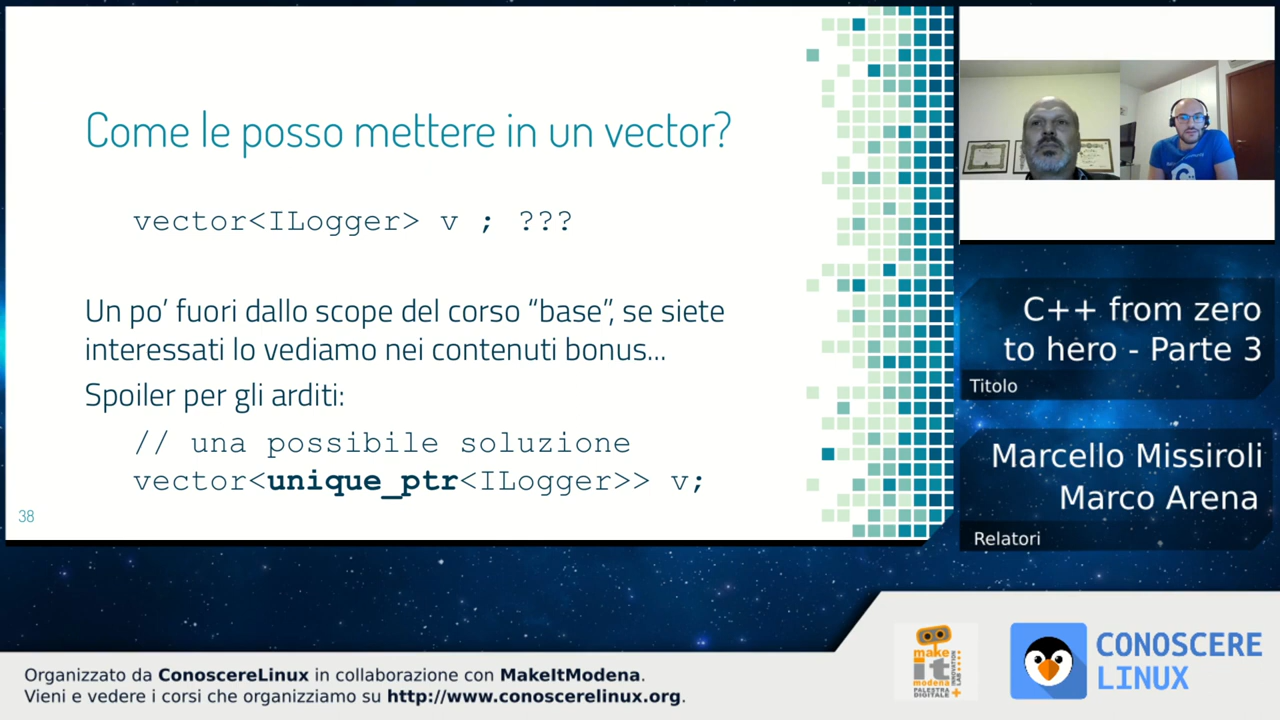 Come le posso mettere in un vector?
vector<ILogger> v ; ???
Un po’ fuori dallo scope del corso “base”, se siete
interessati lo vediamo nei contenuti bonus...
Spoiler per gli arditi:
// una possibile soluzione
vector<unique_ptr<ILogger>> v;
38
C++ from zero
to hero - Parte 3
Titolo
Marcello Missiroli
Marco Arena
Relatori
make
it
modena
PALESTRA
DIGITALE
CONOSCERE
LINUX
Organizzato da ConoscereLinux in collaborazione con MakeItModena.
Vieni e vedere i corsi che organizziamo su http://www.conoscerelinux.org.